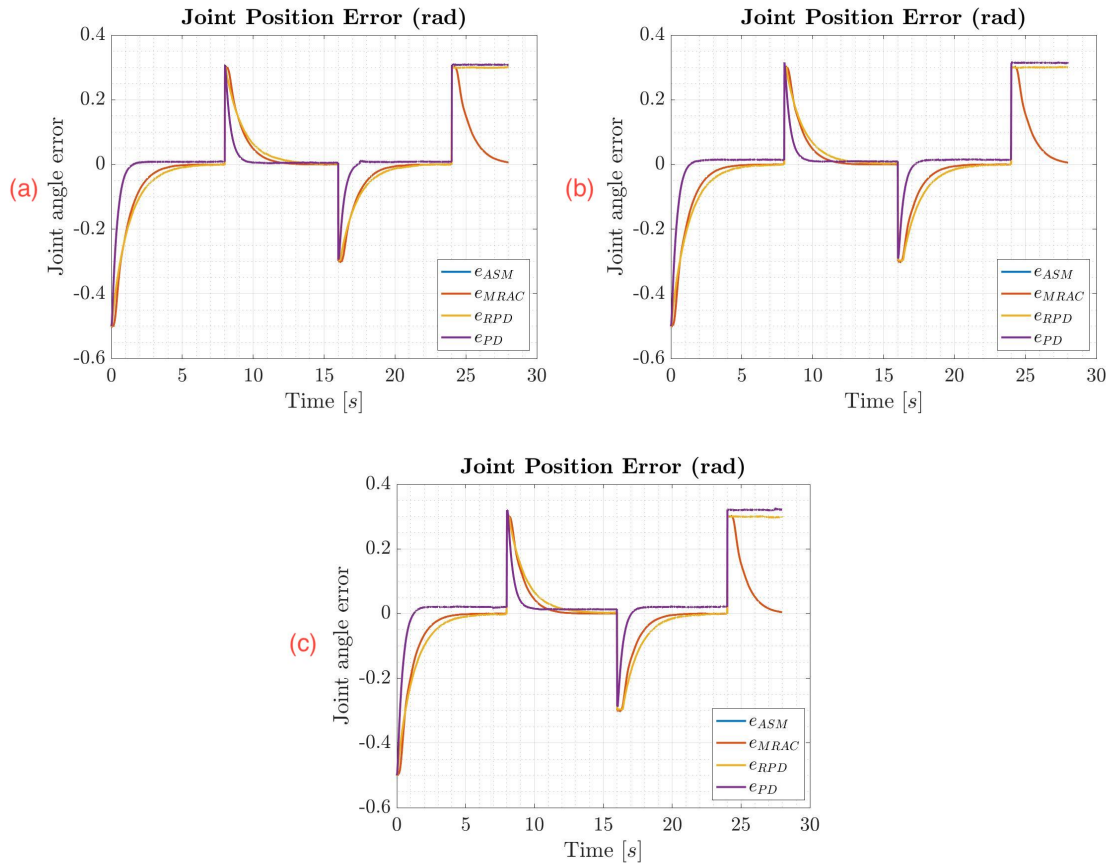 Joint Position Error (rad)
0.4
0.2
0
-0.2
-0.4
-0.6
(a)
Joint angle error
e_ASM
e_MRAC
e_RPD
e_PD
0 5 10 15 20 25 30
Time [s]
Joint Position Error (rad)
0.4
0.2
0
-0.2
-0.4
-0.6
(b)
Joint angle error
e_ASM
e_MRAC
e_RPD
e_PD
0 5 10 15 20 25 30
Time [s]
Joint Position Error (rad)
0.4
0.2
0
-0.2
-0.4
-0.6
(c)
Joint angle error
e_ASM
e_MRAC
e_RPD
e_PD
0 5 10 15 20 25 30
Time [s]